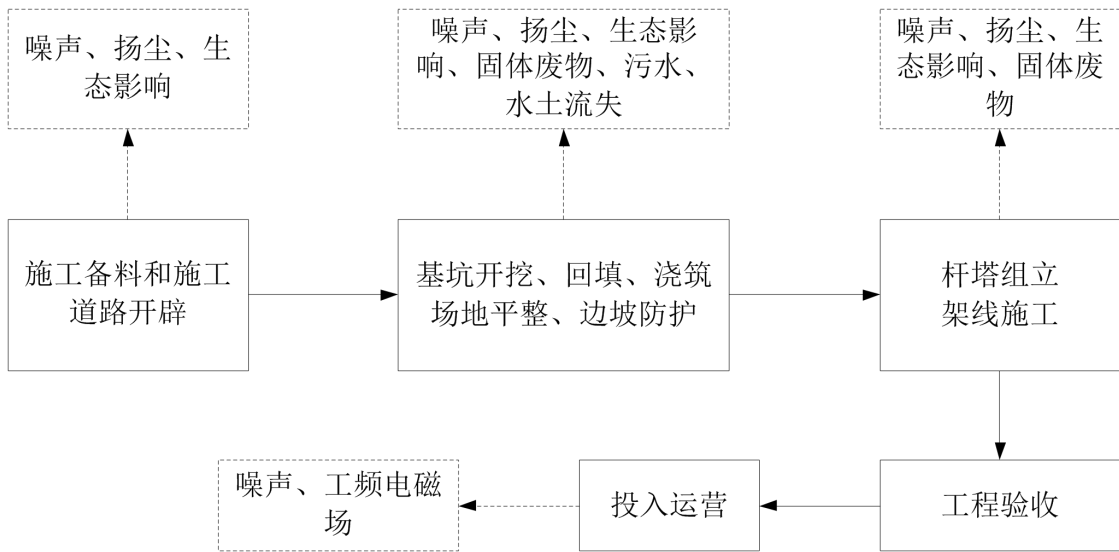 噪声、扬尘、生
态影响
噪声、扬尘、生态影
响、固体废物、污水、
水土流失
噪声、扬尘、生
态影响、固体废
物
施工备料和施工
道路开辟
基坑开挖、回填、浇筑
场地平整、边坡防护
杆塔组立
架线施工
噪声、工频电磁
场
投入运营
工程验收